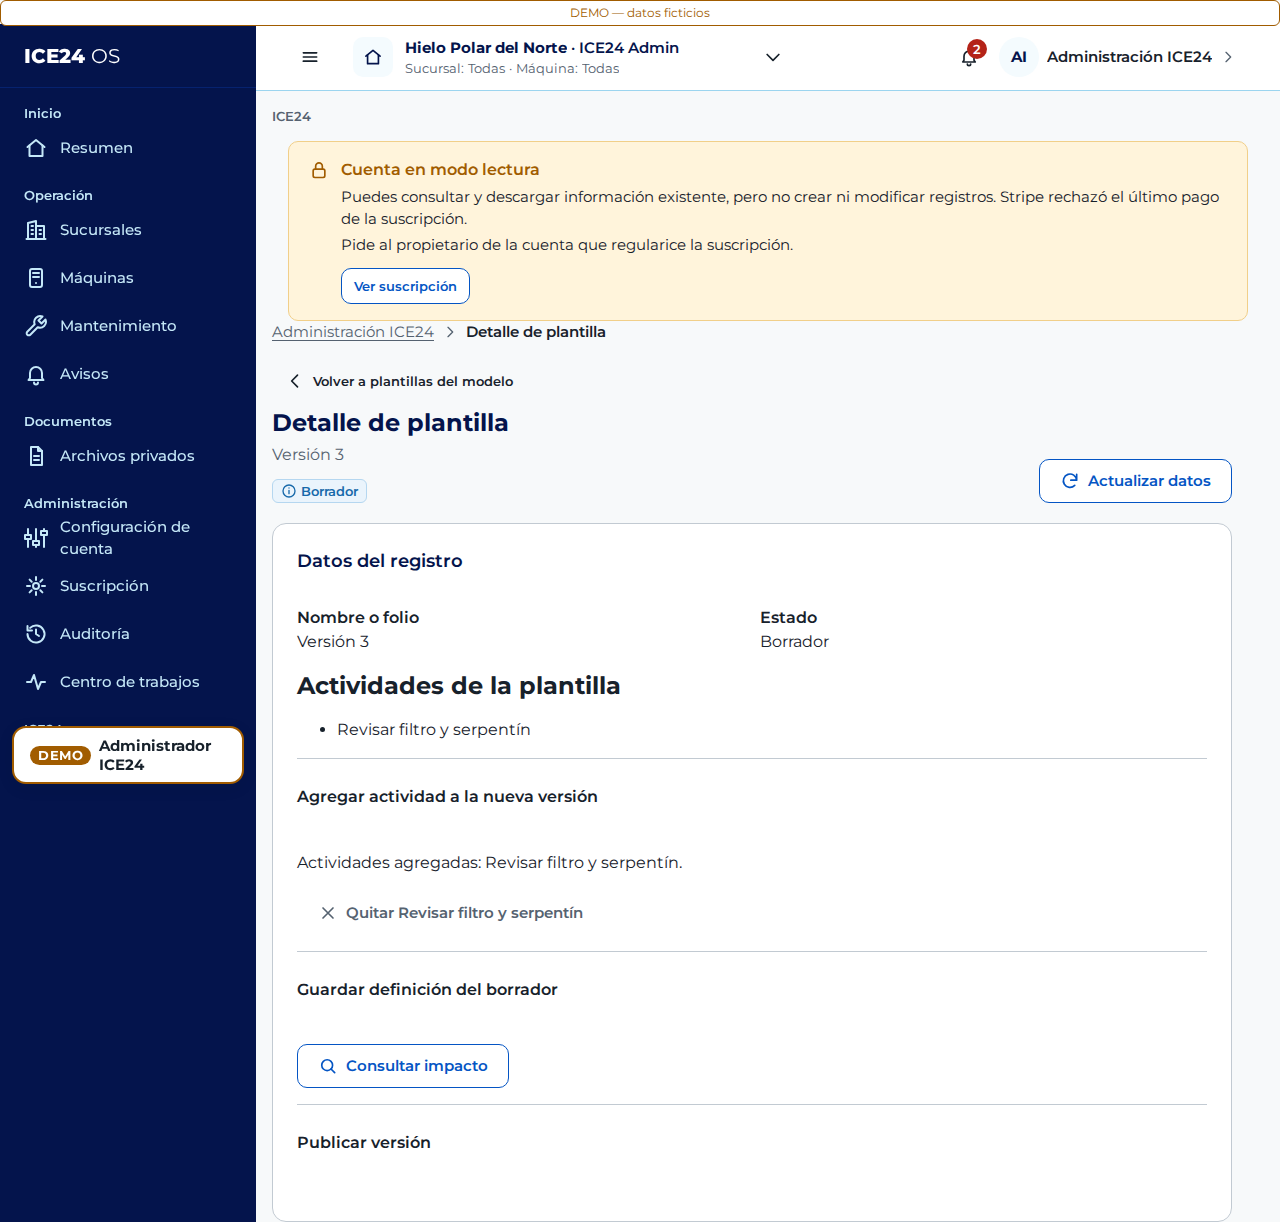 DEMO — datos ficticios
ICE24 OS
Inicio
Resumen
Operación
Sucursales
Máquinas
Mantenimiento
Avisos
Documentos
Archivos privados
Administración
Configuración de
cuenta
Suscripción
Auditoría
Centro de trabajos
DEMO
Administrador
ICE24
Hielo Polar del Norte · ICE24 Admin
Sucursal: Todas · Máquina: Todas
2
AI
Administración ICE24
ICE24
Cuenta en modo lectura
Puedes consultar y descargar información existente, pero no crear ni modificar registros. Stripe rechazó el último pago
de la suscripción.
Pide al propietario de la cuenta que regularice la suscripción.
Ver suscripción
Administración ICE24
Detalle de plantilla
Volver a plantillas del modelo
Detalle de plantilla
Versión 3
Borrador
Actualizar datos
Datos del registro
Nombre o folio
Versión 3
Estado
Borrador
Actividades de la plantilla
Revisar filtro y serpentín
Agregar actividad a la nueva versión
Actividades agregadas: Revisar filtro y serpentín.
Quitar Revisar filtro y serpentín
Guardar definición del borrador
Consultar impacto
Publicar versión